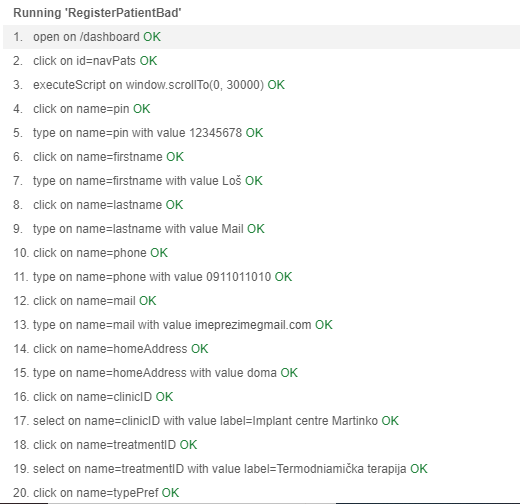 Running 'RegisterPatientBad'
1. open on /dashboard OK
2. click on id=navPats OK
3. executeScript on window.scrollTo(0, 30000) OK
4. click on name=pin OK
5. type on name=pin with value 12345678 OK
6. click on name=firstname OK
7. type on name=firstname with value Loš OK
8. click on name=lastname OK
9. type on name=lastname with value Mail OK
10. click on name=phone OK
11. type on name=phone with value 0911011010 OK
12. click on name=mail OK
13. type on name=mail with value imeprezimegmail.com OK
14. click on name=homeAddress OK
15. type on name=homeAddress with value doma OK
16. click on name=clinicID OK
17. select on name=clinicID with value label=Implant centre Martinko OK
18. click on name=treatmentID OK
19. select on name=treatmentID with value label=Termodniamička terapija OK
20. click on name=typePref OK